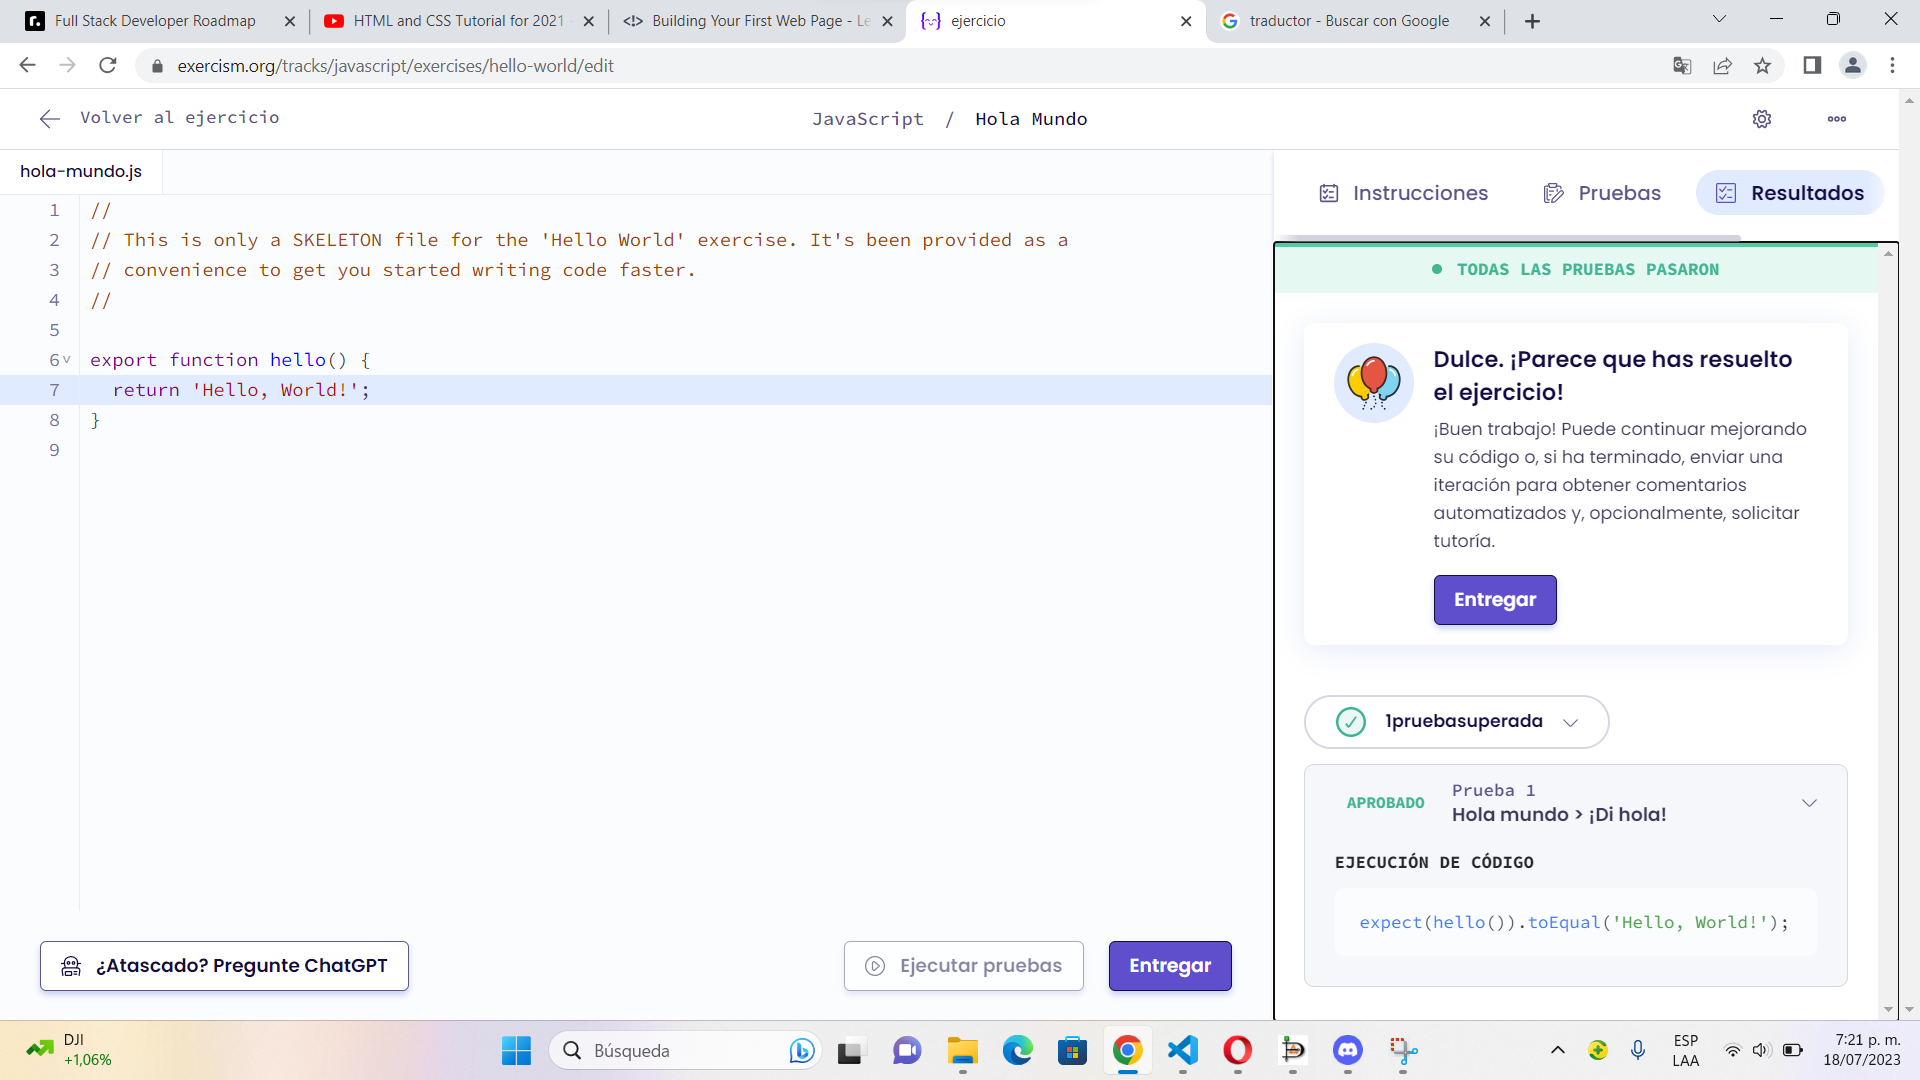 Full Stack Developer Roadmap
HTML and CSS Tutorial for 2021
Building Your First Web Page - Le
ejercicio
traductor - Buscar con Google
exercism.org/tracks/javascript/exercises/hello-world/edit
Volver al ejercicio
JavaScript / Hola Mundo
hola-mundo.js
Instrucciones
Pruebas
Resultados
1 //
2 // This is only a SKELETON file for the 'Hello World' exercise. It's been provided as a
3 // convenience to get you started writing code faster.
4 //
5
6 export function hello() {
7 return 'Hello, World!';
8 }
9
TODAS LAS PRUEBAS PASARON
Dulce. ¡Parece que has resuelto
el ejercicio!
¡Buen trabajo! Puede continuar mejorando
su código o, si ha terminado, enviar una
iteración para obtener comentarios
automatizados y, opcionalmente, solicitar
tutoría.
Entregar
1pruebasuperada
APROBADO
Prueba 1
Hola mundo > ¡Di hola!
EJECUCIÓN DE CÓDIGO
expect(hello()).toEqual('Hello, World!');
¿Atascado? Pregunte ChatGPT
Ejecutar pruebas
Entregar
DJI
+1,06%
Búsqueda
ESP
LAA
7:21 p. m.
18/07/2023